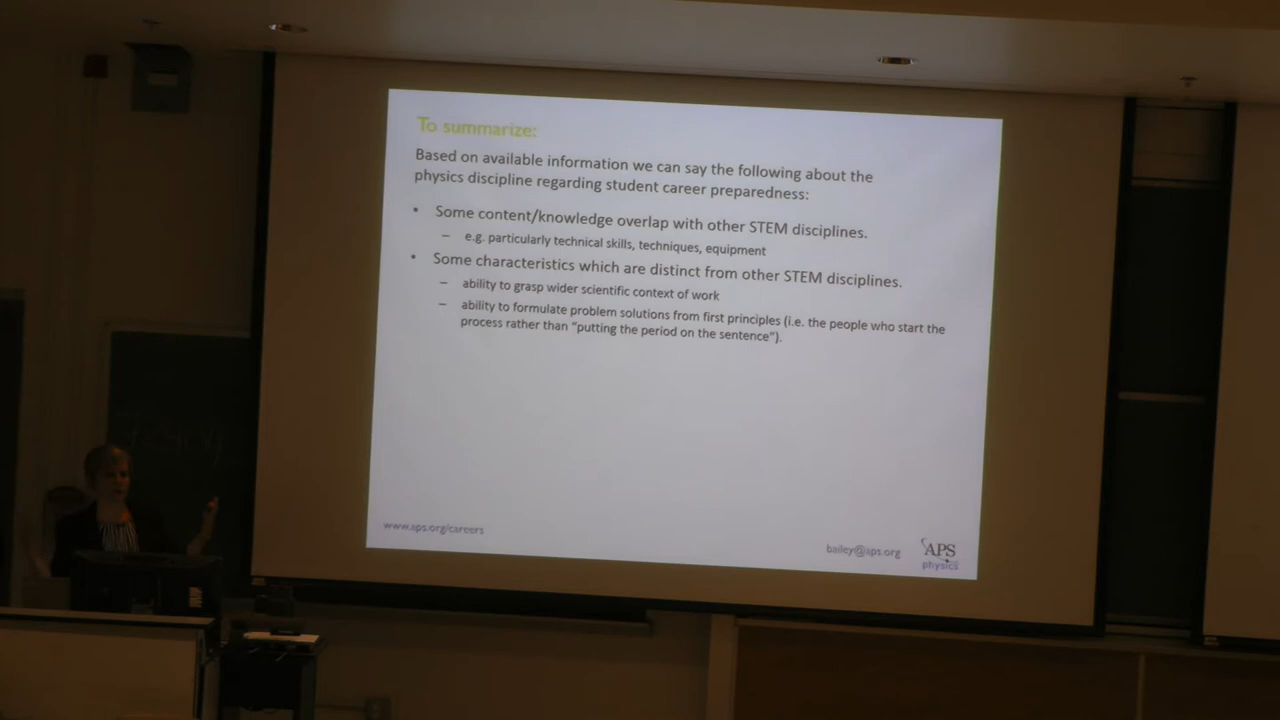 To summarize:
Based on available information we can say the following about the
physics discipline regarding student career preparedness:
• Some content/knowledge overlap with other STEM disciplines.
– e.g. particularly technical skills, techniques, equipment
• Some characteristics which are distinct from other STEM disciplines.
– ability to grasp wider scientific context of work
– ability to formulate problem solutions from first principles (i.e. the people who start the
process rather than “putting the period on the sentence”).
www.aps.org/careers
bailey@aps.org
APS
physics